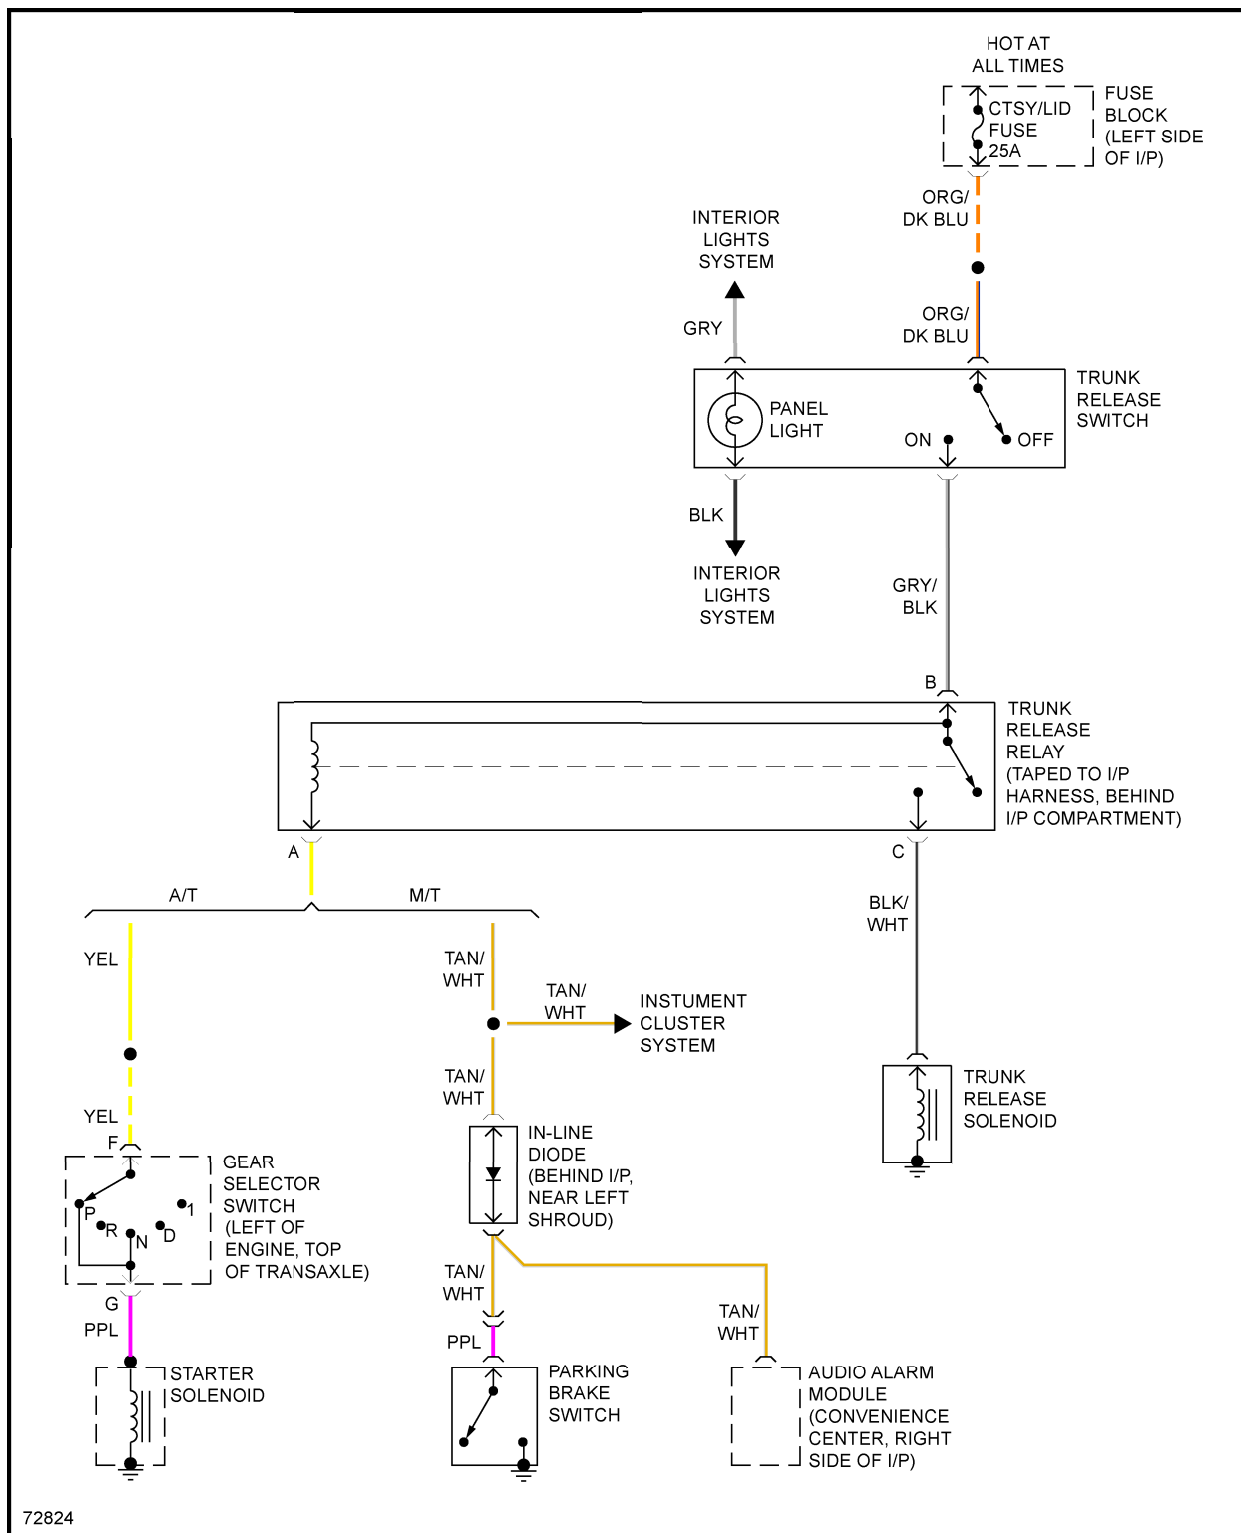 HOT AT
ALL TIMES
CTSY/LID
FUSE
25A
FUSE
BLOCK
(LEFT SIDE
OF I/P)
ORG/
DK BLU
INTERIOR
LIGHTS
SYSTEM
GRY
ORG/
DK BLU
PANEL
LIGHT
ON
OFF
TRUNK
RELEASE
SWITCH
BLK
INTERIOR
LIGHTS
SYSTEM
GRY/
BLK
B
TRUNK
RELEASE
RELAY
(TAPED TO I/P
HARNESS, BEHIND
I/P COMPARTMENT)
A
C
A/T
M/T
BLK/
WHT
YEL
TAN/
WHT
TAN/
WHT
INSTUMENT
CLUSTER
SYSTEM
TAN/
WHT
TRUNK
RELEASE
SOLENOID
YEL
F
GEAR
SELECTOR
SWITCH
(LEFT OF
ENGINE, TOP
OF TRANSAXLE)
P
R
N
D
1
IN-LINE
DIODE
(BEHIND I/P,
NEAR LEFT
SHROUD)
G
PPL
TAN/
WHT
TAN/
WHT
PPL
STARTER
SOLENOID
PARKING
BRAKE
SWITCH
AUDIO ALARM
MODULE
(CONVENIENCE
CENTER, RIGHT
SIDE OF I/P)
72824